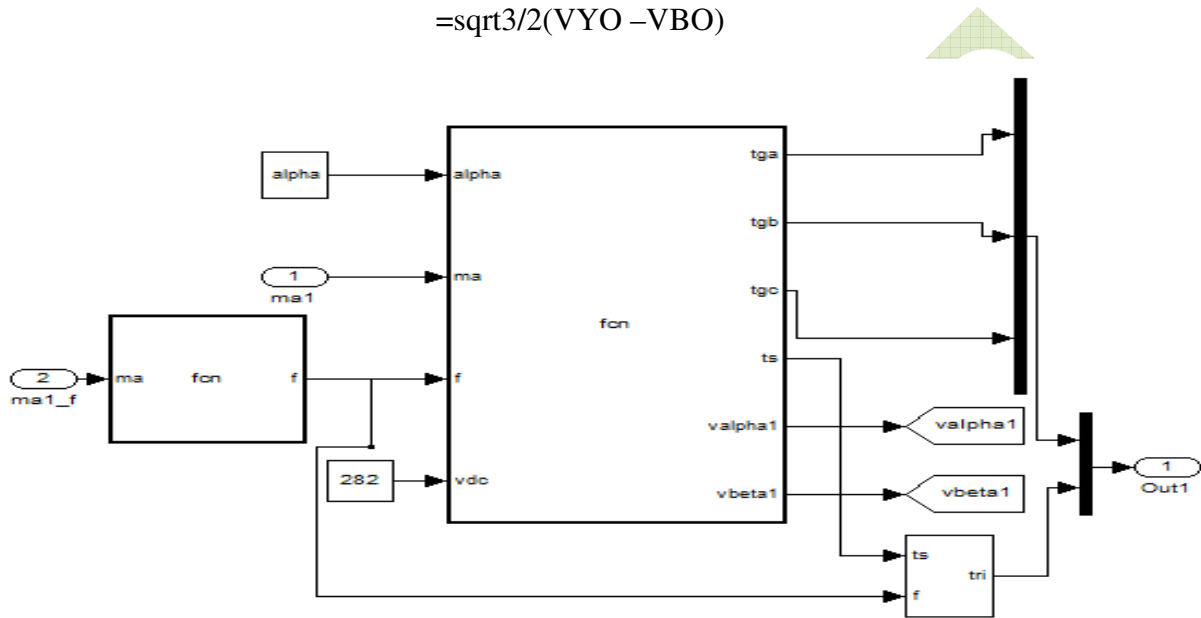 =sqrt3/2(VYO –VBO)
alpha
1
ma1
2
ma1_f
ma fcn f
282
alpha
ma
f
vdc
fcn
tga
tgb
tgc
ts
valpha1
vbeta1
valpha1
vbeta1
ts
f
tri
1
Out1